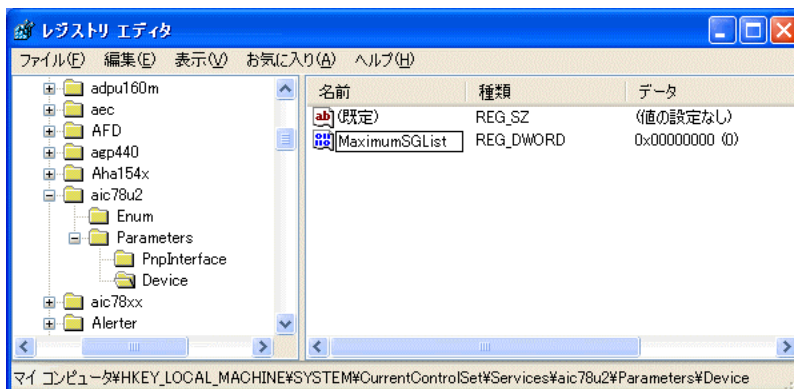 レジストリ エディタ
ファイル(F) 編集(E) 表示(V) お気に入り(A) ヘルプ(H)
adpu160m
aec
AFD
agp440
Aha154x
aic78u2
Enum
Parameters
PnpInterface
Device
aic78xx
Alerter
名前 種類 データ
ab (既定) REG_SZ (値の設定なし)
MaximumSGList REG_DWORD 0x00000000 (0)
マイ コンピュータ¥HKEY_LOCAL_MACHINE¥SYSTEM¥CurrentControlSet¥Services¥aic78u2¥Parameters¥Device